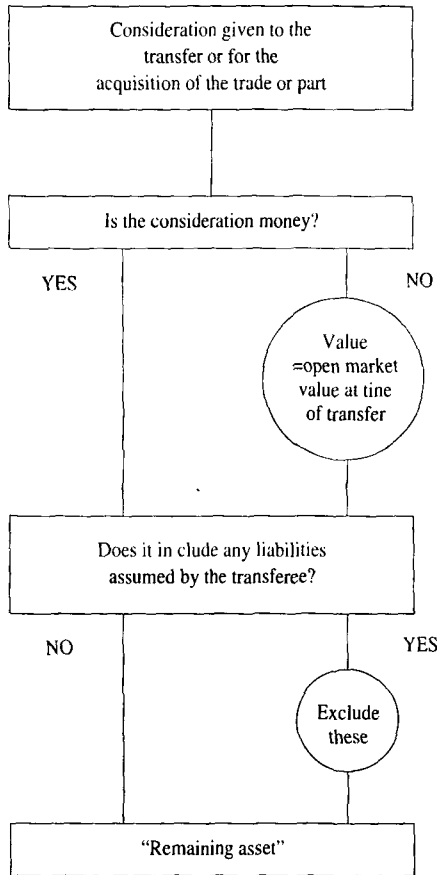 Consideration given to the
transfer or for the
acquisition of the trade or part
Is the consideration money?
YES
NO
Value
=open market
value at tine
of transfer
Does it in clude any liabilities
assumed by the transferee?
NO
YES
Exclude
these
“Remaining asset”